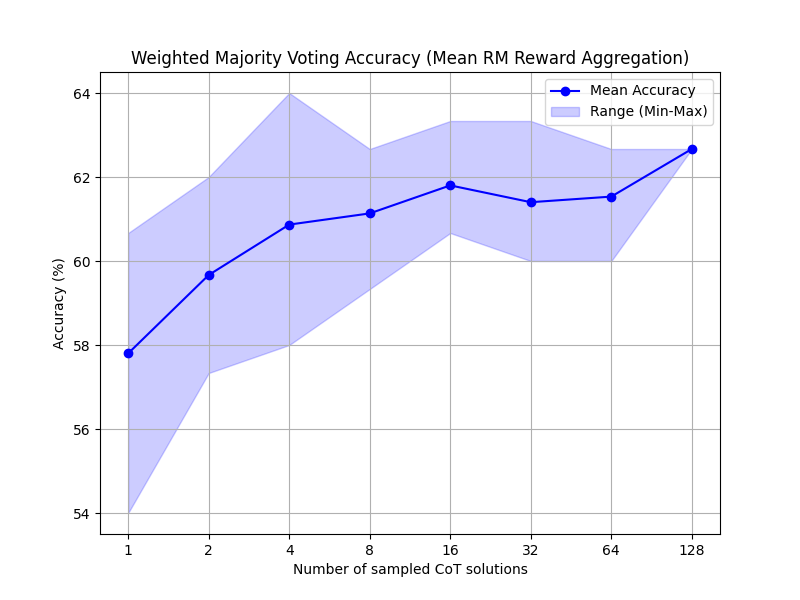 Weighted Majority Voting Accuracy (Mean RM Reward Aggregation)
Mean Accuracy
Range (Min-Max)
Accuracy (%)
64
62
60
58
56
54
1 2 4 8 16 32 64 128
Number of sampled CoT solutions